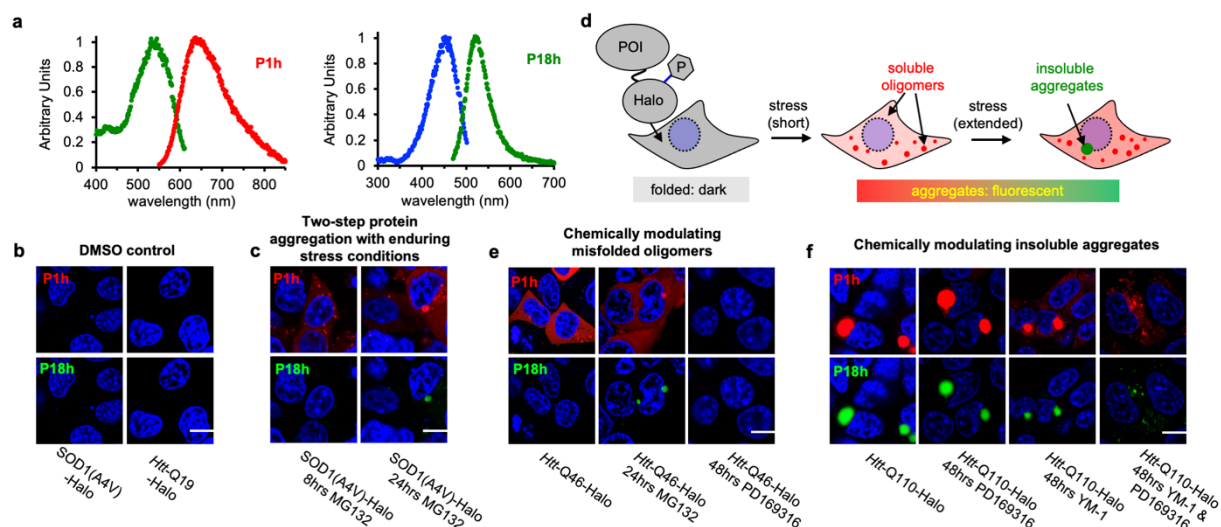 a
P1h
Arbitrary Units
1
0.8
0.6
0.4
0.2
0
400 500 600 700 800
wavelength (nm)
P18h
Arbitrary Units
1
0.8
0.6
0.4
0.2
0
300 400 500 600 700
wavelength (nm)
d
POI
P
Halo
stress
(short)
soluble
oligomers
stress
(extended)
insoluble
aggregates
folded: dark
aggregates: fluorescent
b
DMSO control
P1h
P18h
SOD1(A4V)
-Halo
Htt-Q19
-Halo
c
Two-step protein
aggregation with enduring
stress conditions
P1h
P18h
SOD1(A4V)-Halo
8hrs MG132
SOD1(A4V)-Halo
24hrs MG132
e
Chemically modulating
misfolded oligomers
P1h
P18h
Htt-Q46-Halo
Htt-Q46-Halo
24hrs MG132
Htt-Q46-Halo
48hrs PD169316
f
Chemically modulating insoluble aggregates
P1h
P18h
Htt-Q110-Halo
Htt-Q110-Halo
48hrs PD169316
Htt-Q110-Halo
48hrs YM-1
Htt-Q110-Halo
48hrs YM-1 &
PD169316